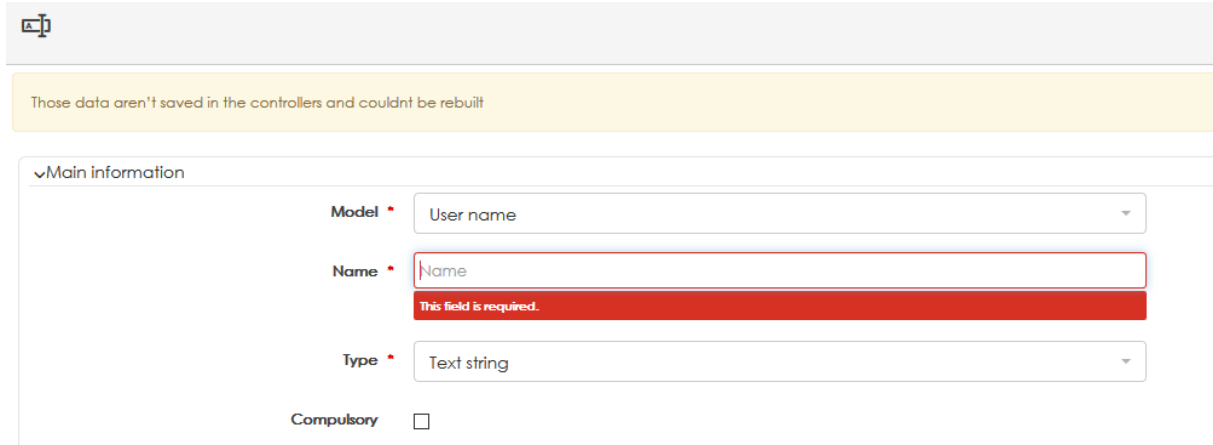 A
Those data aren't saved in the controllers and couldnt be rebuilt
Main information
Model *
User name
Name *
Name
This field is required.
Type *
Text string
Compulsory